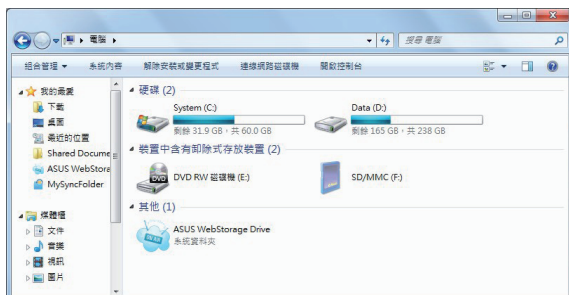 電腦
搜尋 電腦
組合管理 系統內容 解除安裝或變更程式 連線網路磁碟機 開啟控制台
我的最愛
下載
桌面
最近的位置
Shared Docume
ASUS WebStora
MySyncFolder
媒體櫃
文件
音樂
視訊
圖片
硬碟 (2)
System (C:)
剩餘 31.9 GB，共 60.0 GB
Data (D:)
剩餘 165 GB，共 238 GB
裝置中含有卸除式存放裝置 (2)
DVD RW 磁碟機 (E:)
SD/MMC (F:)
其他 (1)
ASUS WebStorage Drive
系統資料夾